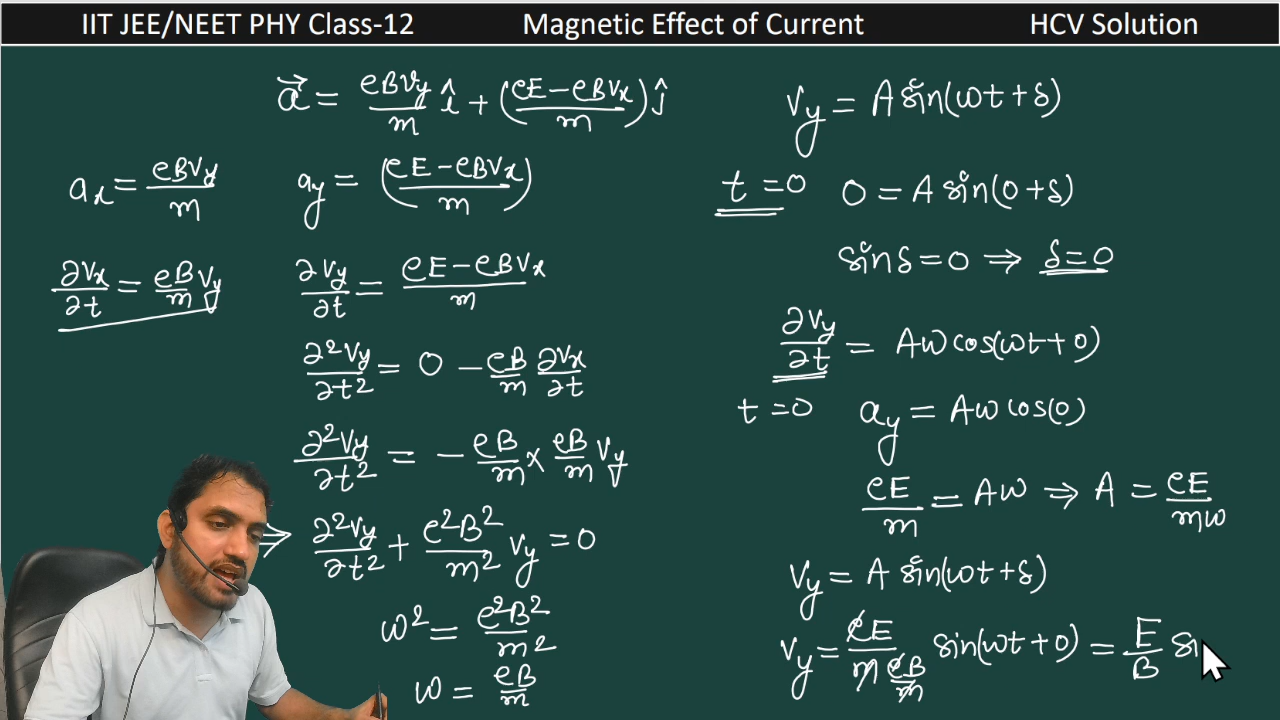 IIT JEE/NEET PHY Class-12 Magnetic Effect of Current HCV Solution
a⃗ = eBvy/m î + (eE-eBvx/m) ĵ
ax = eBvy/m ay = (eE-eBvx/m)
∂vx/∂t = eB/m vy ∂vy/∂t = eE-eBvx/m
∂²vy/∂t² = 0 - eB/m ∂vx/∂t
∂²vy/∂t² = - eB/m × eB/m vy
⇒ ∂²vy/∂t² + e²B²/m² vy = 0
ω² = e²B²/m²
ω = eB/m
vy = A sin(ωt+δ)
t=0 0 = A sin(0+δ)
sinδ=0 ⇒ δ=0
∂vy/∂t = Aω cos(ωt+0)
t=0 ay = Aω cos(0)
eE/m = Aω ⇒ A = eE/mω
vy = A sin(ωt+δ)
vy = eE/m eB/m sin(ωt+0) = E/B si